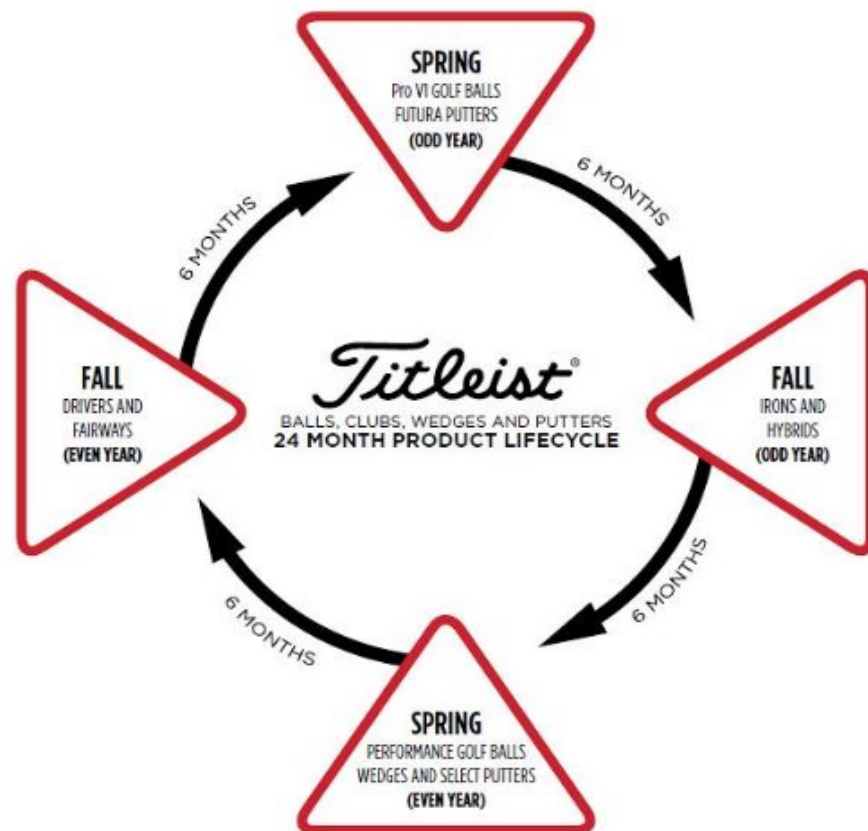 SPRING
Pro V1 GOLF BALLS
FUTURA PUTTERS
(ODD YEAR)
6 MONTHS
FALL
IRONS AND
HYBRIDS
(ODD YEAR)
6 MONTHS
SPRING
PERFORMANCE GOLF BALLS
WEDGES AND SELECT PUTTERS
(EVEN YEAR)
6 MONTHS
FALL
DRIVERS AND
FAIRWAYS
(EVEN YEAR)
6 MONTHS
Titleist®
BALLS, CLUBS, WEDGES AND PUTTERS
24 MONTH PRODUCT LIFECYCLE